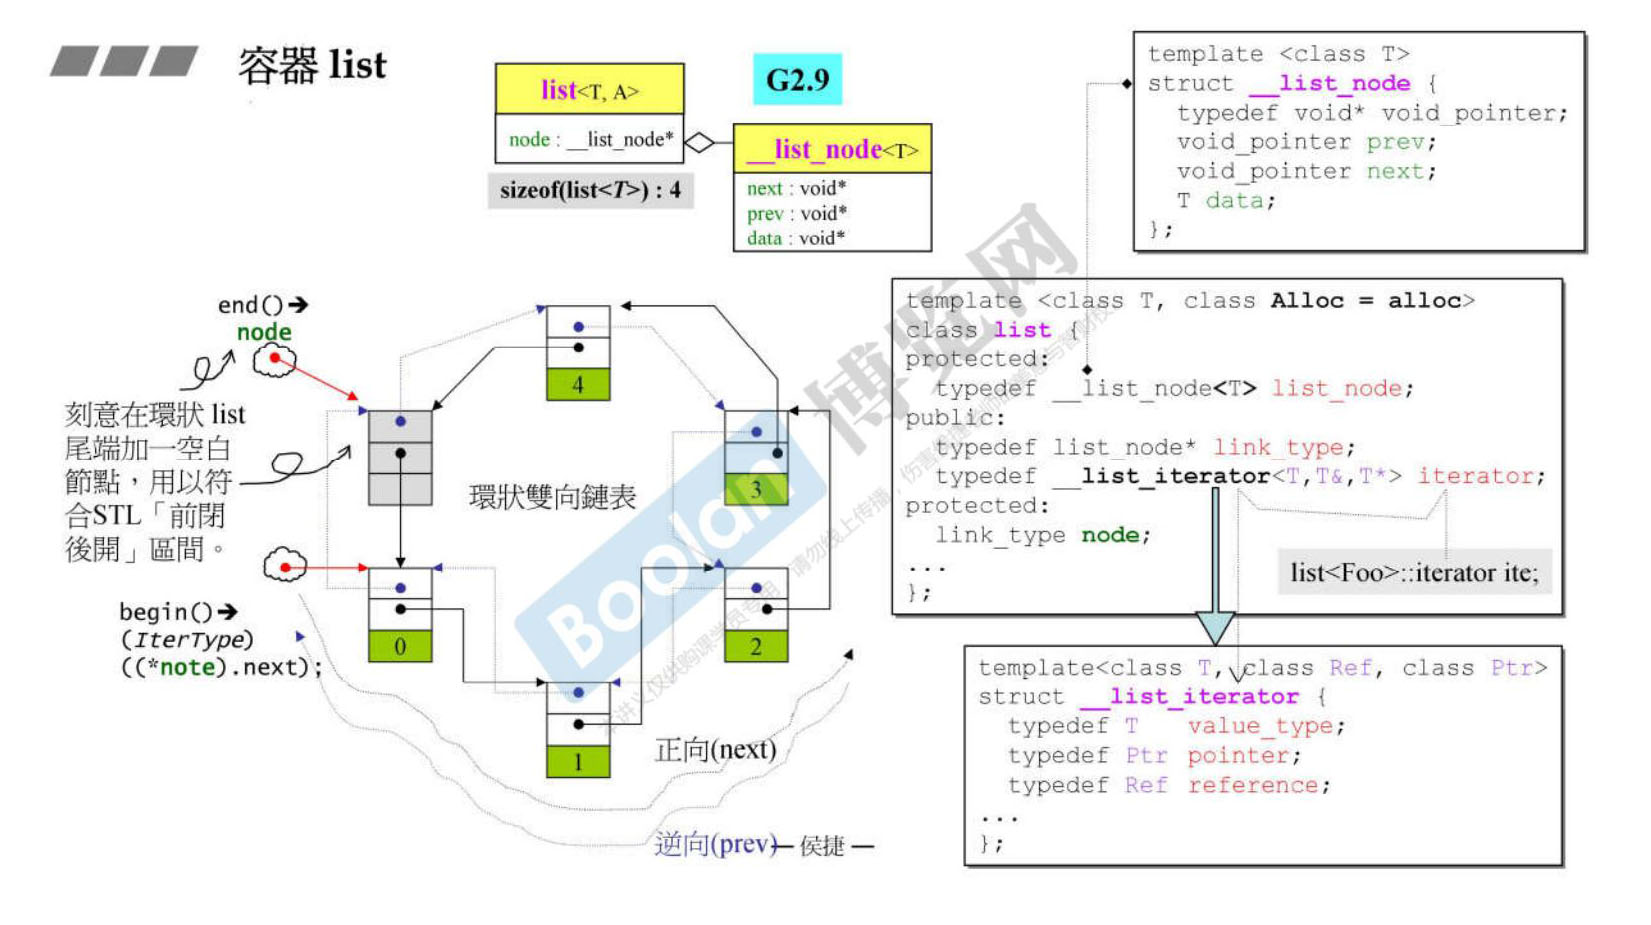 容器 list
list<T, A>
node : __list_node*
sizeof(list<T>) : 4
G2.9
__list_node<T>
next : void*
prev : void*
data : void*
template <class T>
struct __list_node {
typedef void* void_pointer;
void_pointer prev;
void_pointer next;
T data;
};
template <class T, class Alloc = alloc>
class list {
protected:
typedef __list_node<T> list_node;
public:
typedef list_node* link_type;
typedef __list_iterator<T,T&,T*> iterator;
protected:
link_type node;
...
};
list<Foo>::iterator ite;
template<class T, class Ref, class Ptr>
struct __list_iterator {
typedef T value_type;
typedef Ptr pointer;
typedef Ref reference;
...
};
end()➔
node
刻意在環狀 list
尾端加一空白
節點，用以符
合STL「前閉
後開」區間。
begin()➔
(IterType)
((*note).next);
環狀雙向鏈表
4
3
2
1
0
正向(next)
逆向(prev)
— 侯捷 —
Boolan
博览网